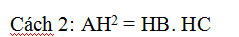 Cách 2: AH² = HB. HC